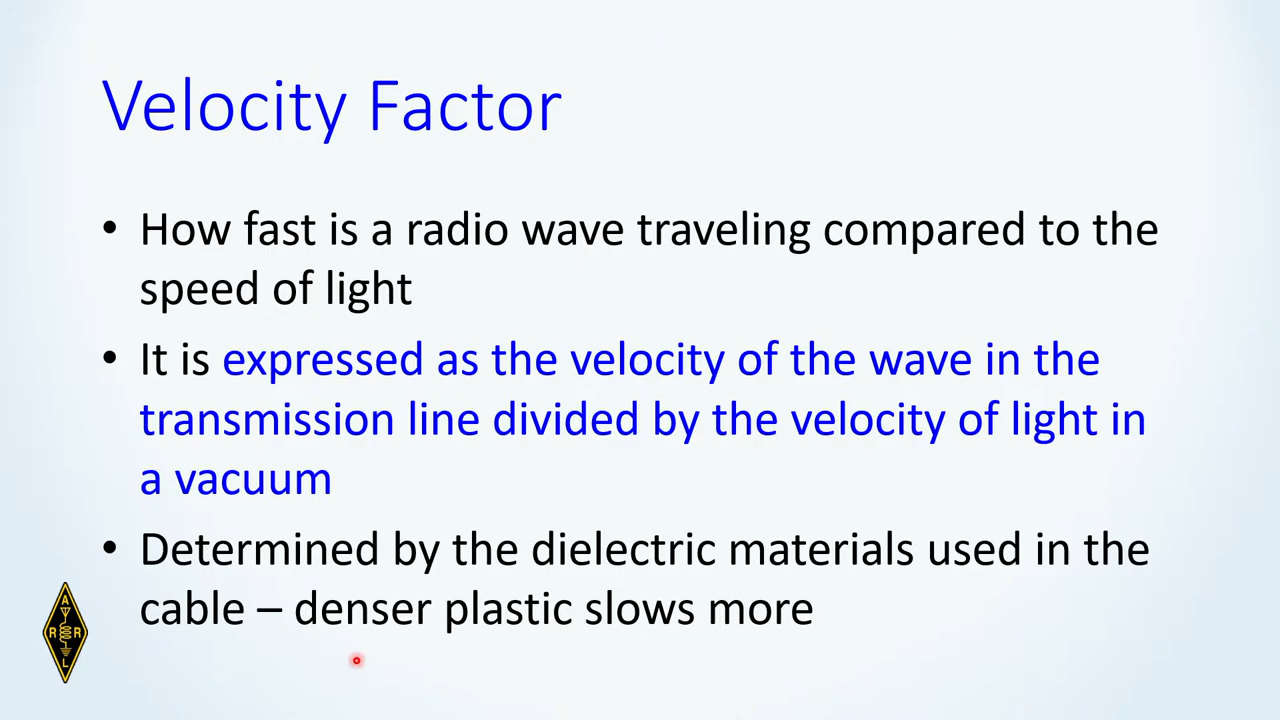 Velocity Factor
• How fast is a radio wave traveling compared to the
speed of light
• It is expressed as the velocity of the wave in the
transmission line divided by the velocity of light in
a vacuum
• Determined by the dielectric materials used in the
cable – denser plastic slows more
A
R R
L